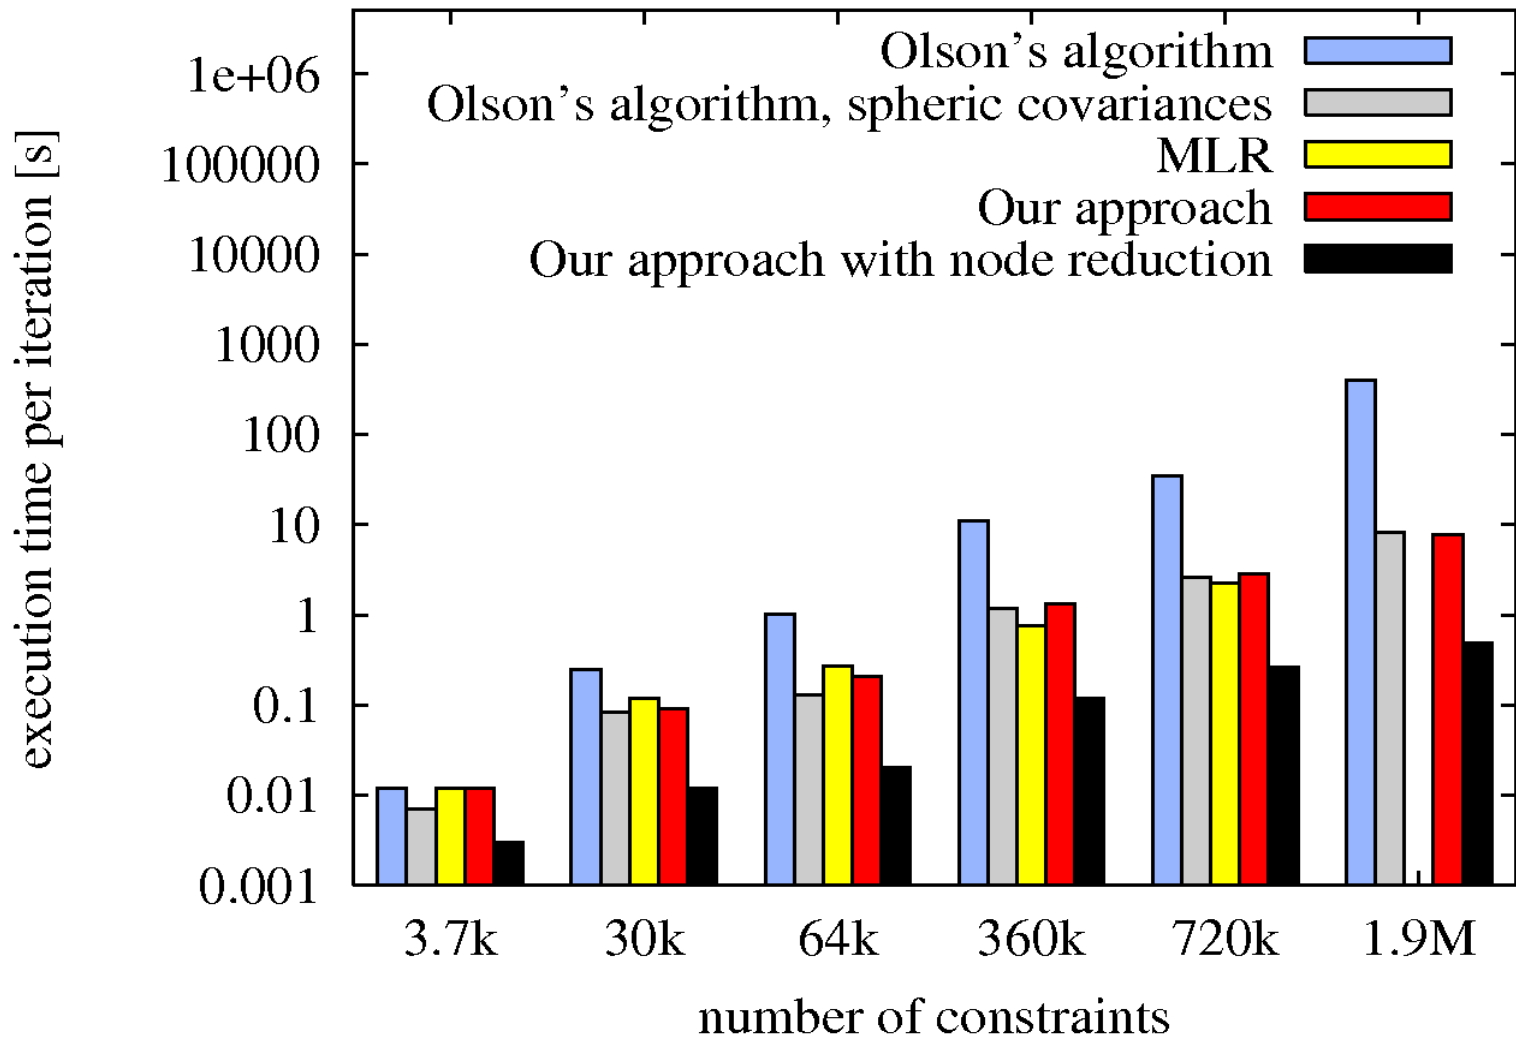 execution time per iteration [s]
1e+06
100000
10000
1000
100
10
1
0.1
0.01
0.001
Olson's algorithm
Olson's algorithm, spheric covariances
MLR
Our approach
Our approach with node reduction
3.7k 30k 64k 360k 720k 1.9M
number of constraints